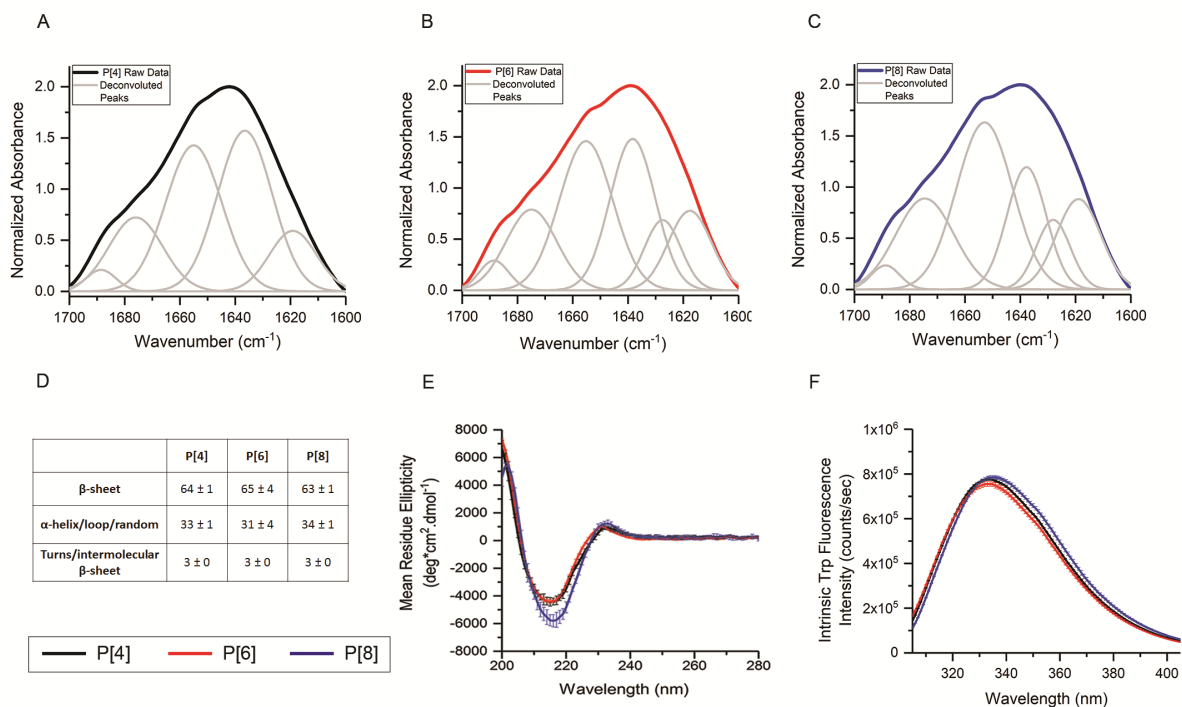 A
P[4] Raw Data
Deconvoluted
Peaks
2.0
1.5
1.0
0.5
0.0
Normalized Absorbance
1700 1680 1660 1640 1620 1600
Wavenumber (cm⁻¹)
B
P[6] Raw Data
Deconvoluted
Peaks
2.0
1.5
1.0
0.5
0.0
Normalized Absorbance
1700 1680 1660 1640 1620 1600
Wavenumber (cm⁻¹)
C
P[8] Raw Data
Deconvoluted
Peaks
2.0
1.5
1.0
0.5
0.0
Normalized Absorbance
1700 1680 1660 1640 1620 1600
Wavenumber (cm⁻¹)
D
P[4] P[6] P[8]
β-sheet 64 ± 1 65 ± 4 63 ± 1
α-helix/loop/random 33 ± 1 31 ± 4 34 ± 1
Turns/intermolecular
β-sheet 3 ± 0 3 ± 0 3 ± 0
P[4] P[6] P[8]
E
8000
6000
4000
2000
0
-2000
-4000
-6000
-8000
Mean Residue Ellipticity
(deg*cm².dmol⁻¹)
200 220 240 260 280
Wavelength (nm)
F
1x10⁶
8x10⁵
6x10⁵
4x10⁵
2x10⁵
0
Intrinsic Trp Fluorescence
Intensity (counts/sec)
320 340 360 380 400
Wavelength (nm)